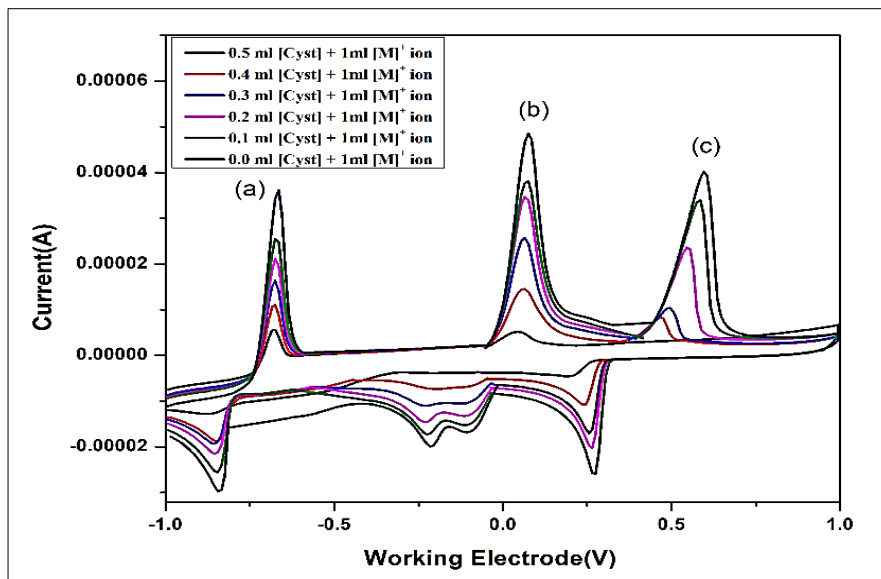 0.5 ml [Cyst] + 1ml [M]⁺ ion
0.4 ml [Cyst] + 1ml [M]⁺ ion
0.3 ml [Cyst] + 1ml [M]⁺ ion
0.2 ml [Cyst] + 1ml [M]⁺ ion
0.1 ml [Cyst] + 1ml [M]⁺ ion
0.0 ml [Cyst] + 1ml [M]⁺ ion
(a)
(b)
(c)
Current(A)
0.00006
0.00004
0.00002
0.00000
-0.00002
-1.0
-0.5
0.0
0.5
1.0
Working Electrode(V)